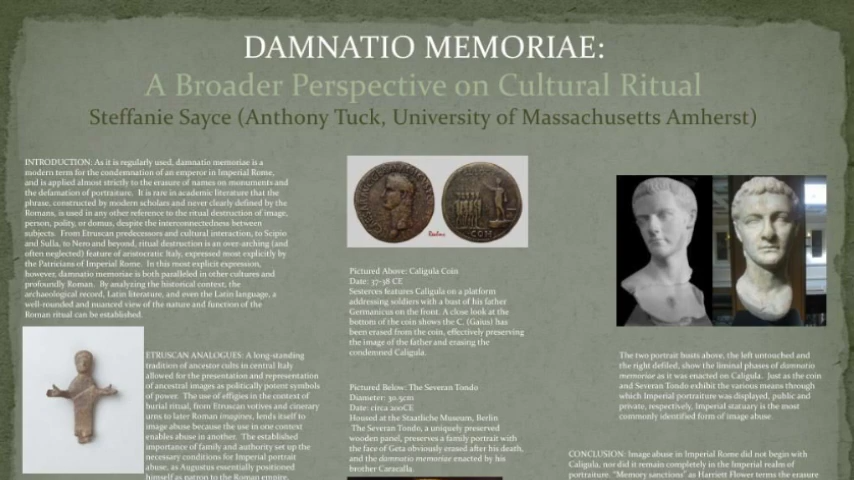 DAMNATIO MEMORIAE:
A Broader Perspective on Cultural Ritual
Steffanie Sayce (Anthony Tuck, University of Massachusetts Amherst)
INTRODUCTION: As it is regularly used, damnatio memoriae is a
modern term for the condemnation of an emperor in Imperial Rome,
and is applied almost strictly to the erasure of names on monuments and
the defamation of portraiture. It is rare in academic literature that the
phrase, constructed by modern scholars and never clearly defined by the
Romans, is used in any other reference to the ritual destruction of image,
person, polity, or domus, despite the interconnectedness between
subjects. From Etruscan predecessors and cultural interaction, to Scipio
and Sulla, to Nero and beyond, ritual destruction is an over-arching (and
often neglected) feature of aristocratic Italy, expressed most explicitly by
the Patricians of Imperial Rome. In this most explicit expression,
however, damnatio memoriae is both paralleled in other cultures and
profoundly Roman. By analyzing the historical context, the
archaeological record, Latin literature, and even the Latin language, a
well-rounded and nuanced view of the nature and function of the
Roman ritual can be established.
ETRUSCAN ANALOGUES: A long-standing
tradition of ancestor cults in central Italy
allowed for the presentation and representation
of ancestral images as politically potent symbols
of power. The use of effigies in the context of
burial ritual, from Etruscan votives and cinerary
urns to later Roman imagines, lends itself to
image abuse because the use in one context
enables abuse in another. The established
importance of family and authority set up the
necessary conditions for Imperial portrait
abuse, as Augustus essentially positioned
himself as patron to the Roman empire.
Pictured Above: Caligula Coin
Date: 37-38 CE
Sesterces features Caligula on a platform
addressing soldiers with a bust of his father
Germanicus on the front. A close look at the
bottom of the coin shows the C. (Gaius) has
been erased from the coin, effectively preserving
the image of the father and erasing the
condemned Caligula.
Pictured Below: The Severan Tondo
Diameter: 30.5cm
Date: circa 200CE
Housed at the Staatliche Museum, Berlin
The Severan Tondo, a uniquely preserved
wooden panel, preserves a family portrait with
the face of Geta obviously erased after his death,
and the damnatio memoriae enacted by his
brother Caracalla.
The two portrait busts above, the left untouched and
the right defiled, show the liminal phases of damnatio
memoriae as it was enacted on Caligula. Just as the coin
and Severan Tondo exhibit the various means through
which Imperial portraiture was displayed, public and
private, respectively, Imperial statuary is the most
commonly identified form of image abuse.
CONCLUSION: Image abuse in Imperial Rome did not begin with
Caligula, nor did it remain completely in the Imperial realm of
portraiture. "Memory sanctions" as Harriett Flower terms the erasure